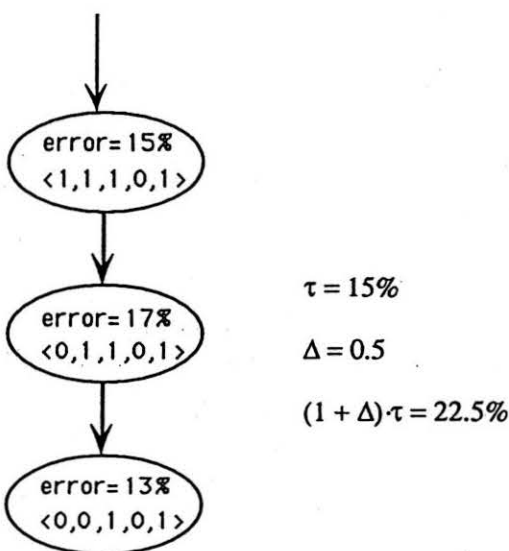 error=15%
<1,1,1,0,1>
error=17%
<0,1,1,0,1>
τ = 15%
Δ = 0.5
(1 + Δ)·τ = 22.5%
error=13%
<0,0,1,0,1>